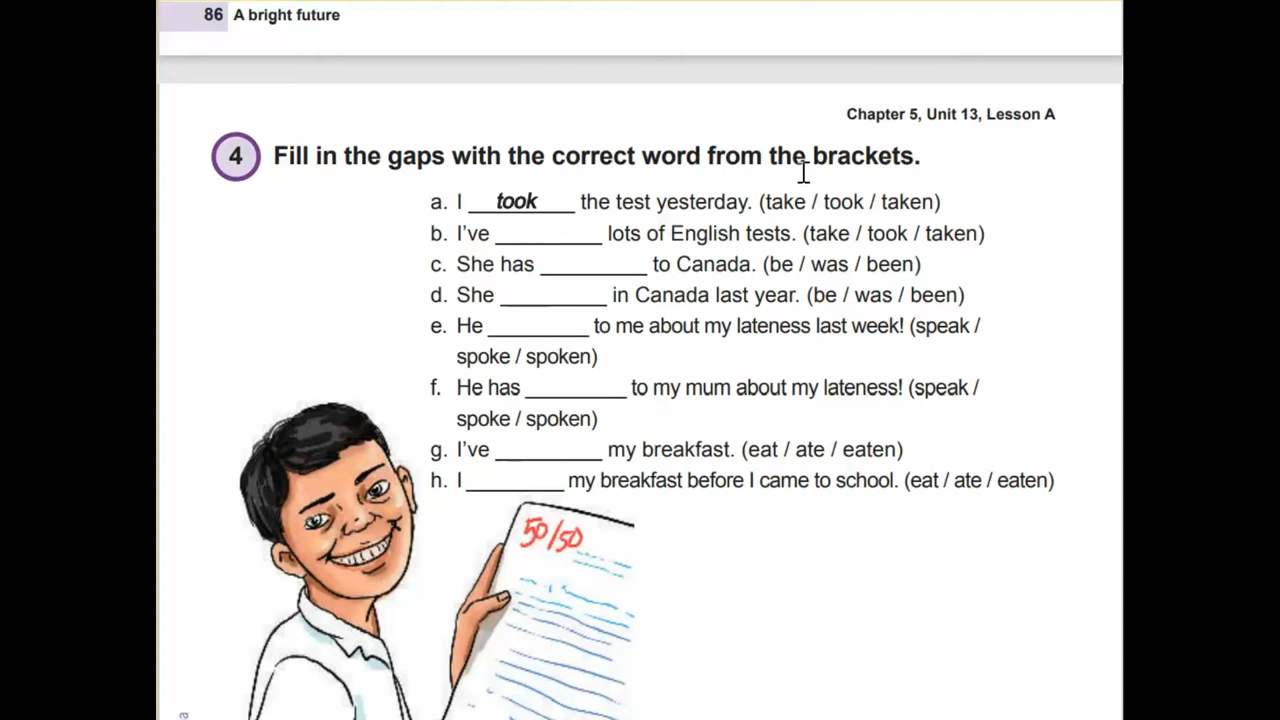 86 A bright future
Chapter 5, Unit 13, Lesson A
4 Fill in the gaps with the correct word from the brackets.
a. I took the test yesterday. (take / took / taken)
b. I've __________ lots of English tests. (take / took / taken)
c. She has __________ to Canada. (be / was / been)
d. She __________ in Canada last year. (be / was / been)
e. He __________ to me about my lateness last week! (speak /
spoke / spoken)
f. He has __________ to my mum about my lateness! (speak /
spoke / spoken)
g. I've __________ my breakfast. (eat / ate / eaten)
h. I __________ my breakfast before I came to school. (eat / ate / eaten)
50/50